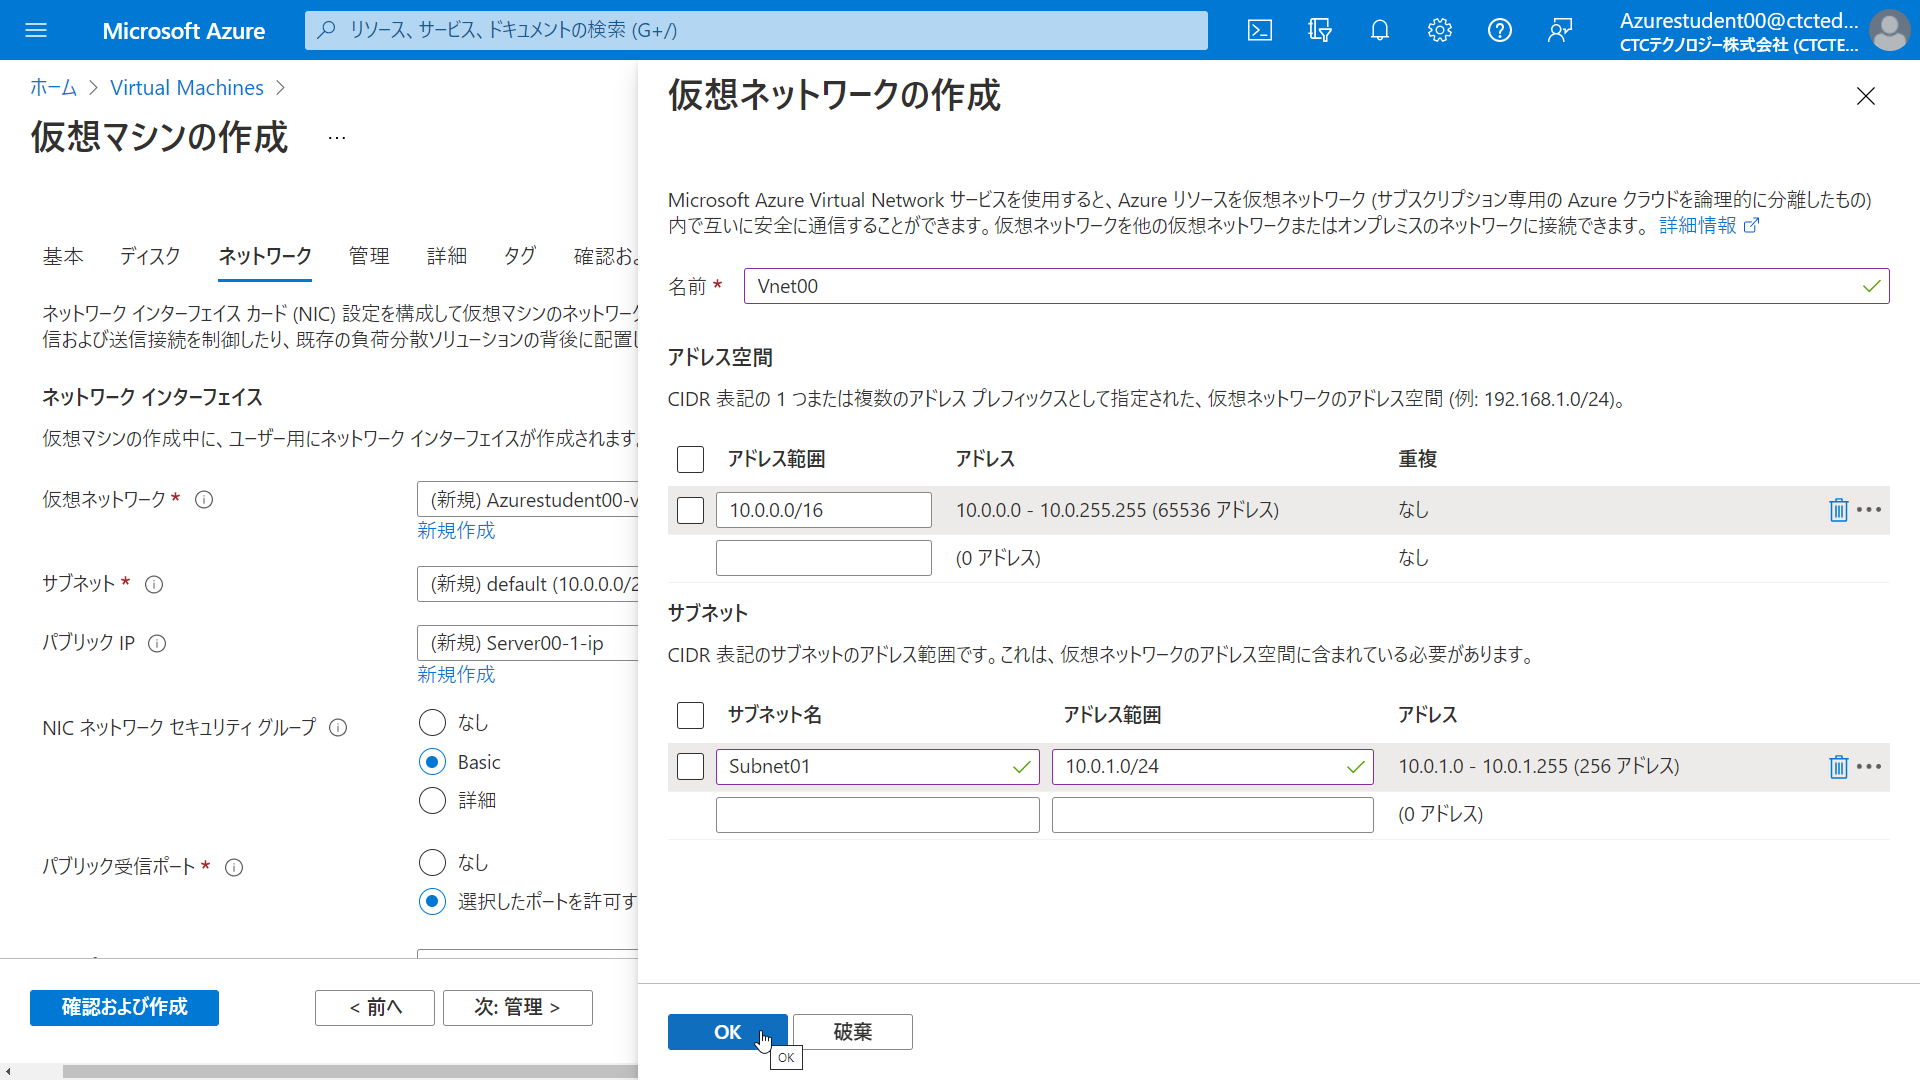 Microsoft Azure
リソース、サービス、ドキュメントの検索 (G+/)
Azurestudent00@ctcted...
CTCテクノロジー株式会社 (CTCTE...
ホーム > Virtual Machines >
仮想マシンの作成 ...
基本 ディスク ネットワーク 管理 詳細 タグ 確認およ
ネットワーク インターフェイス カード (NIC) 設定を構成して仮想マシンのネットワーク
信および送信接続を制御したり、既存の負荷分散ソリューションの背後に配置し
ネットワーク インターフェイス
仮想マシンの作成中に、ユーザー用にネットワーク インターフェイスが作成されます。
仮想ネットワーク *
(新規) Azurestudent00-v
新規作成
サブネット *
(新規) default (10.0.0.0/2
パブリック IP
(新規) Server00-1-ip
新規作成
NIC ネットワーク セキュリティ グループ
なし
Basic
詳細
パブリック受信ポート *
なし
選択したポートを許可す
確認および作成
< 前へ
次: 管理 >
仮想ネットワークの作成
Microsoft Azure Virtual Network サービスを使用すると、Azure リソースを仮想ネットワーク (サブスクリプション専用の Azure クラウドを論理的に分離したもの)
内で互いに安全に通信することができます。仮想ネットワークを他の仮想ネットワークまたはオンプレミスのネットワークに接続できます。 詳細情報
名前 * Vnet00
アドレス空間
CIDR 表記の 1 つまたは複数のアドレス プレフィックスとして指定された、仮想ネットワークのアドレス空間 (例: 192.168.1.0/24)。
アドレス範囲 アドレス 重複
10.0.0.0/16 10.0.0.0 - 10.0.255.255 (65536 アドレス) なし
(0 アドレス) なし
サブネット
CIDR 表記のサブネットのアドレス範囲です。これは、仮想ネットワークのアドレス空間に含まれている必要があります。
サブネット名 アドレス範囲 アドレス
Subnet01 10.0.1.0/24 10.0.1.0 - 10.0.1.255 (256 アドレス)
(0 アドレス)
OK
破棄
OK